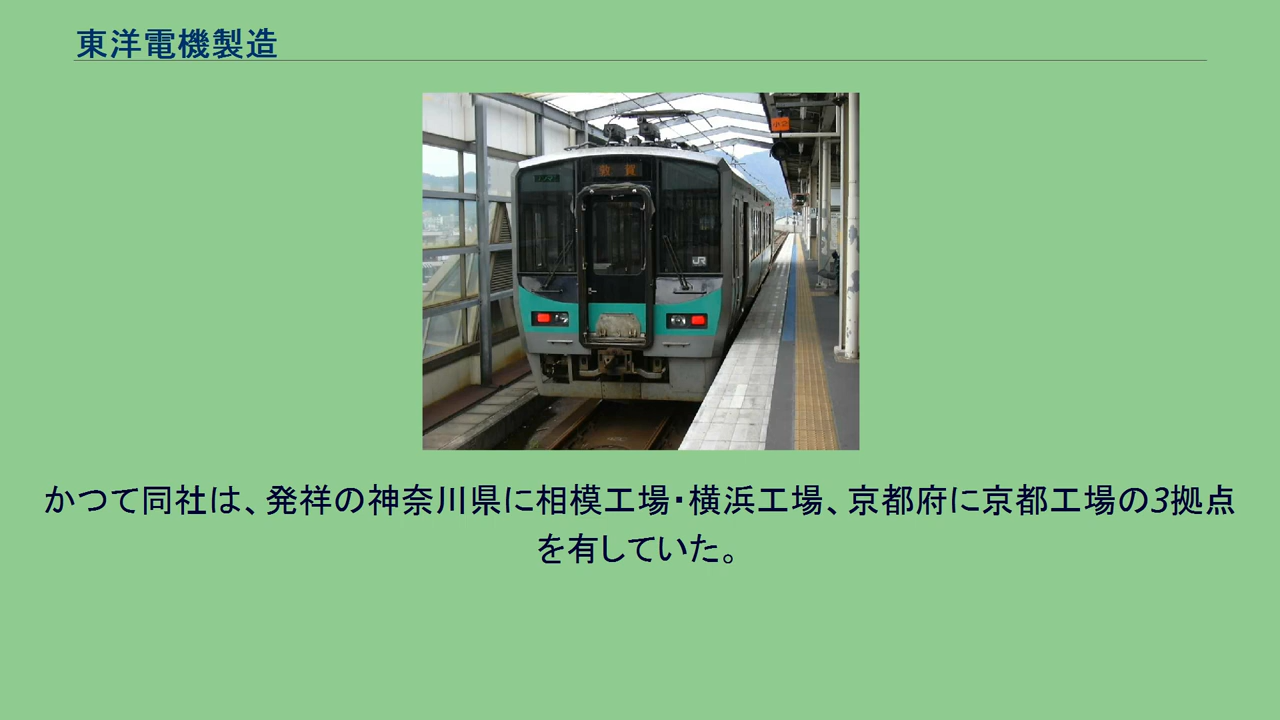 東洋電機製造
敦賀
JR
かつて同社は、発祥の神奈川県に相模工場・横浜工場、京都府に京都工場の3拠点
を有していた。